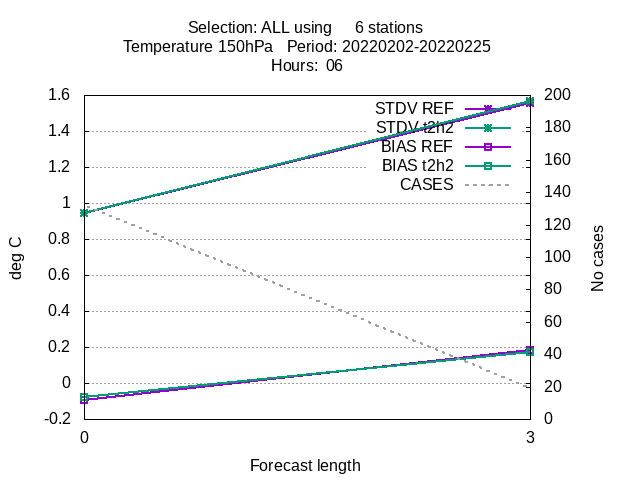 Selection: ALL using 6 stations
Temperature 150hPa Period: 20220202-20220225
Hours: 06
1.6
1.4
1.2
1
0.8
0.6
0.4
0.2
0
-0.2
200
180
160
140
120
100
80
60
40
20
0
STDV REF
STDV t2h2
BIAS REF
BIAS t2h2
CASES
deg C
No cases
0 3
Forecast length